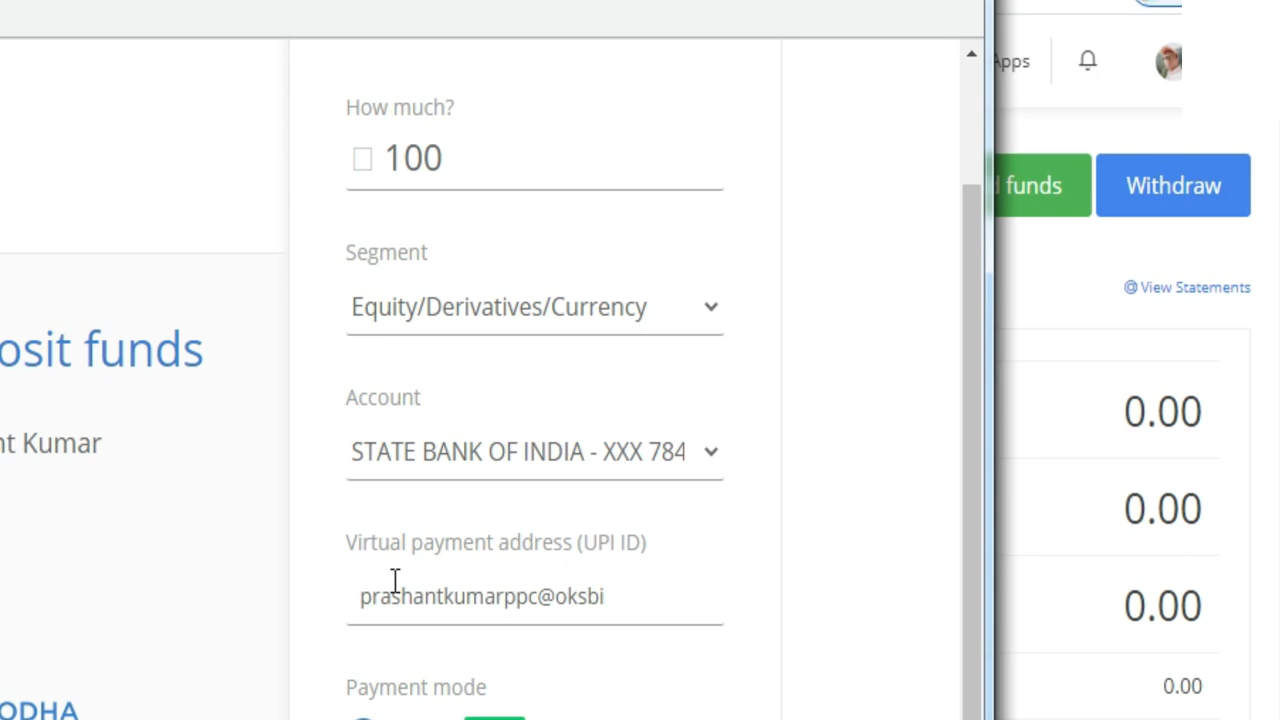 How much?
100
Segment
Equity/Derivatives/Currency
Account
STATE BANK OF INDIA - XXX 784
Virtual payment address (UPI ID)
prashantkumarppc@oksbi
Payment mode
osit funds
nt Kumar
ODHA
Apps
d funds
Withdraw
@ View Statements
0.00
0.00
0.00
0.00